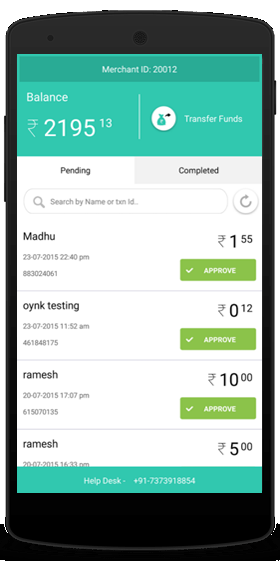 Merchant ID: 20012
Balance
₹ 2195 13
Transfer Funds
Pending
Completed
Search by Name or txn Id..
Madhu
₹ 1 55
23-07-2015 22:40 pm
883024061
APPROVE
oynk testing
₹ 0 12
23-07-2015 11:52 am
461848175
APPROVE
ramesh
₹ 10 00
20-07-2015 17:07 pm
615070135
APPROVE
ramesh
₹ 5 00
20-07-2015 16:33 pm
Help Desk - +91-7373918854